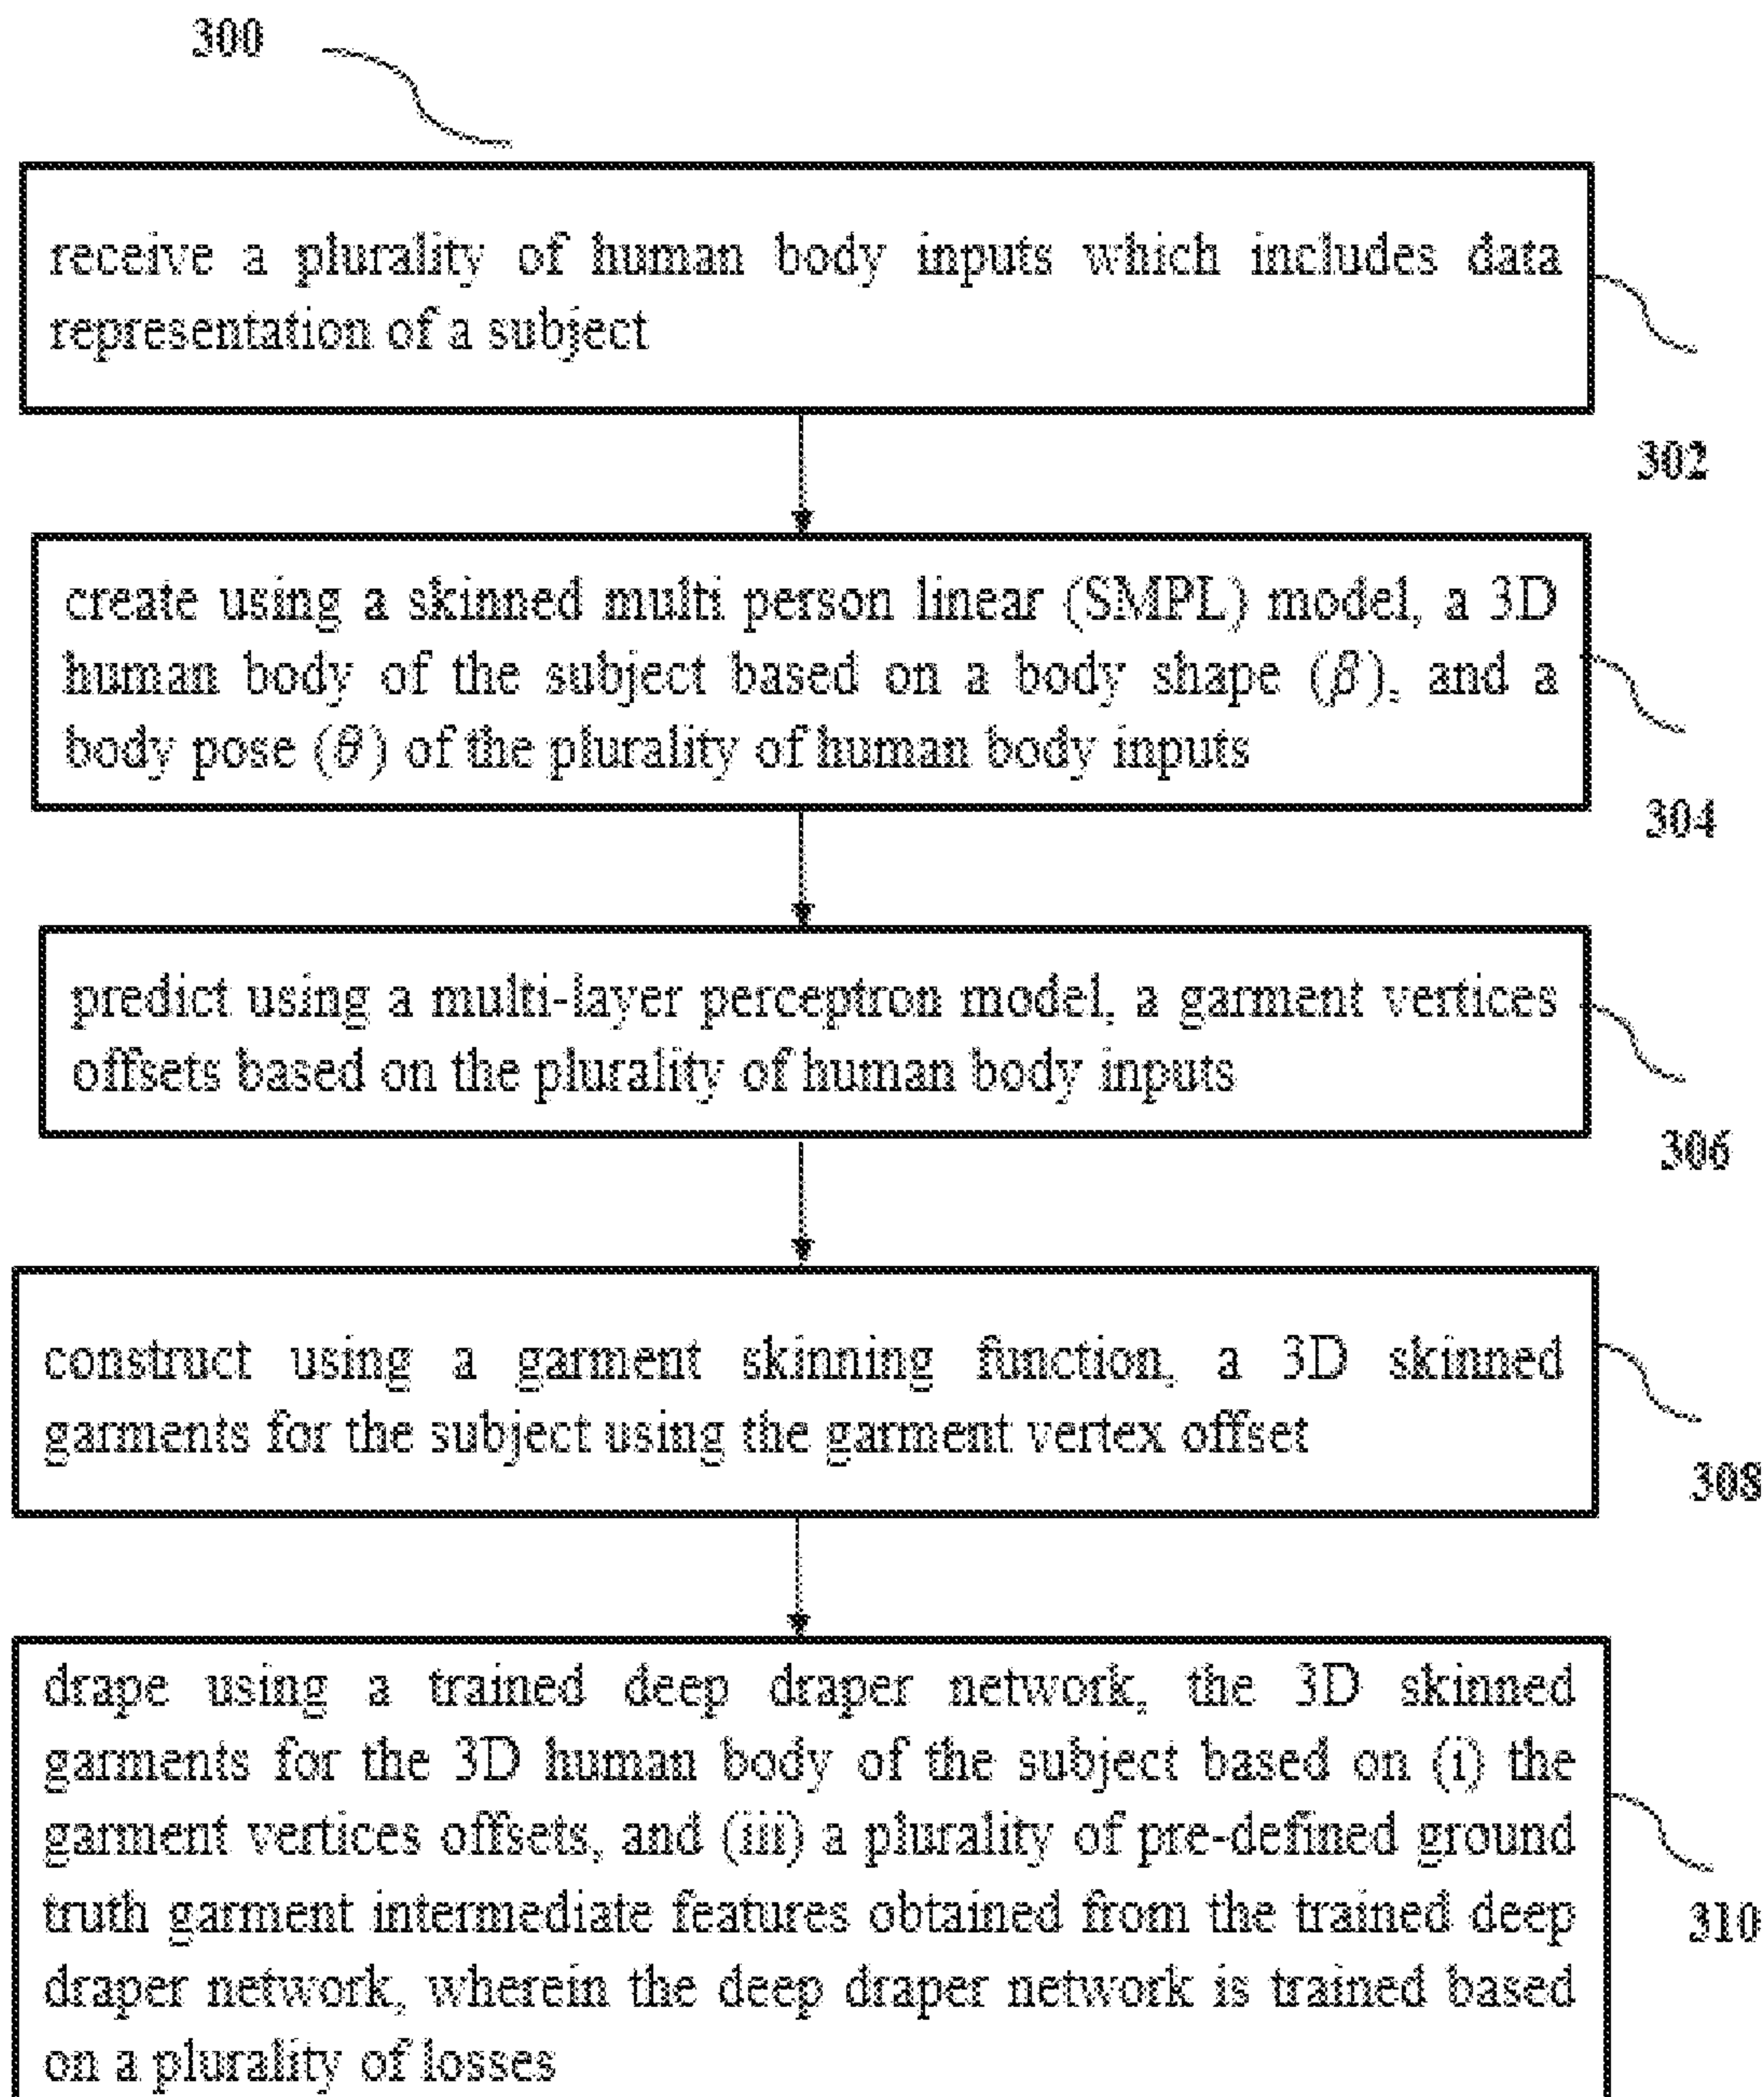 300
receive a plurality of human body inputs which includes data
representation of a subject
302
create using a skinned multi person linear (SMPL) model, a 3D
human body of the subject based on a body shape (β), and a
body pose (θ) of the plurality of human body inputs
304
predict using a multi-layer perceptron model, a garment vertices
offsets based on the plurality of human body inputs
306
construct using a garment skinning function, a 3D skinned
garments for the subject using the garment vertex offset
308
drape using a trained deep draper network, the 3D skinned
garments for the 3D human body of the subject based on (i) the
garment vertices offsets, and (iii) a plurality of pre-defined ground
truth garment intermediate features obtained from the trained deep
draper network, wherein the deep draper network is trained based
on a plurality of losses
310